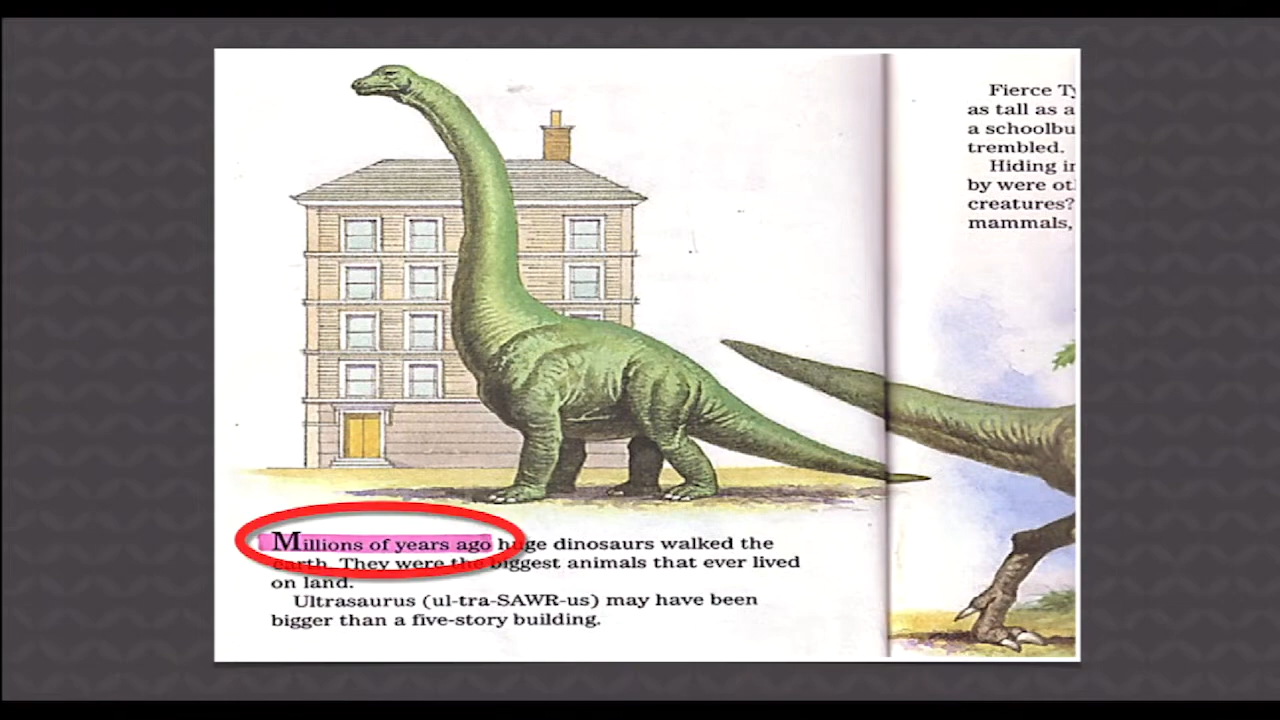 Millions of years ago huge dinosaurs walked the
earth. They were the biggest animals that ever lived
on land.
Ultrasaurus (ul-tra-SAWR-us) may have been
bigger than a five-story building.
Fierce
as tall as a
a schoolbu
trembled.
Hiding in
by were
creatures?
mammals,